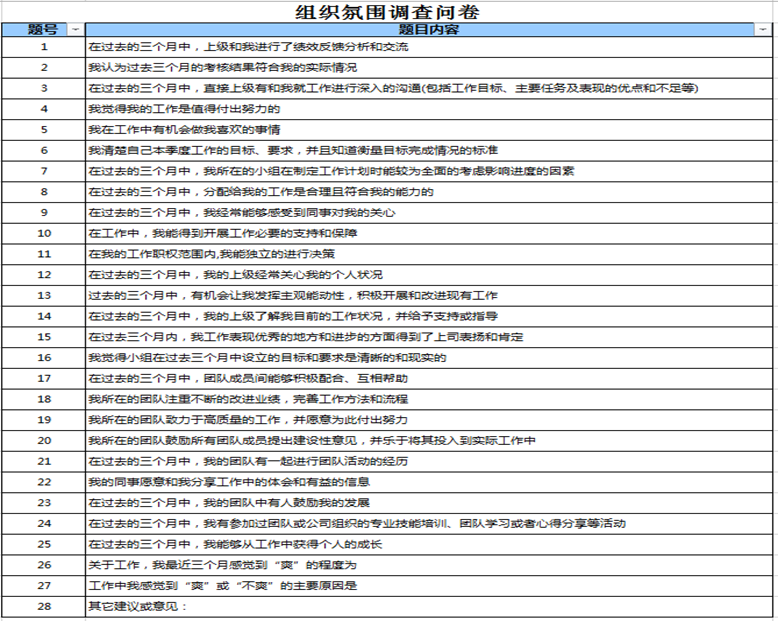 组织氛围调查问卷
题号 题目内容
1 在过去的三个月中，上级和我进行了绩效反馈分析和交流
2 我认为过去三个月的考核结果符合我的实际情况
3 在过去的三个月中，直接上级有和我就工作进行深入的沟通(包括工作目标、主要任务及表现的优点和不足等)
4 我觉得我的工作是值得付出努力的
5 我在工作中有机会做我喜欢的事情
6 我清楚自己本季度工作的目标、要求，并且知道衡量目标完成情况的标准
7 在过去的三个月中，我所在的小组在制定工作计划时能较为全面的考虑影响进度的因素
8 在过去的三个月中，分配给我的工作是合理且符合我的能力的
9 在过去的三个月中，我经常能够感受到同事对我的关心
10 在工作中，我能得到开展工作必要的支持和保障
11 在我的工作职权范围内,我能独立的进行决策
12 在过去的三个月中，我的上级经常关心我的个人状况
13 过去的三个月中，有机会让我发挥主观能动性，积极开展和改进现有工作
14 在过去的三个月中，我的上级了解我目前的工作状况，并给予支持或指导
15 在过去三个月内，我工作表现优秀的地方和进步的方面得到了上司表扬和肯定
16 我觉得小组在过去三个月中设立的目标和要求是清晰的和现实的
17 在过去的三个月中，团队成员间能够积极配合、互相帮助
18 我所在的团队注重不断的改进业绩，完善工作方法和流程
19 我所在的团队致力于高质量的工作，并愿意为此付出努力
20 我所在的团队鼓励所有团队成员提出建设性意见，并乐于将其投入到实际工作中
21 在过去的三个月中，我的团队有一起进行团队活动的经历
22 我的同事愿意和我分享工作中的体会和有益的信息
23 在过去的三个月中，我的团队中有人鼓励我的发展
24 在过去的三个月中，我有参加过团队或公司组织的专业技能培训、团队学习或者心得分享等活动
25 在过去的三个月中，我能够从工作中获得个人的成长
26 关于工作，我最近三个月感觉到“爽”的程度为
27 工作中我感觉到“爽”或“不爽”的主要原因是
28 其它建议或意见：